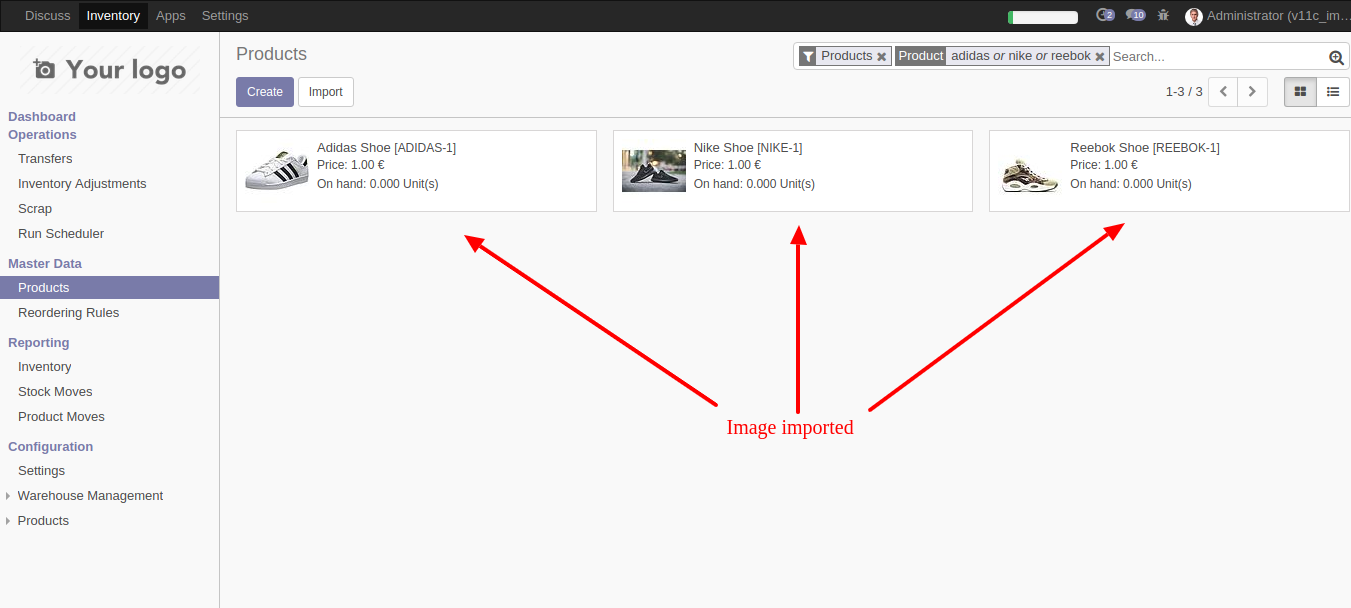 Discuss Inventory Apps Settings 2 10 Administrator (v11c_im...
Your logo
Dashboard
Operations
Transfers
Inventory Adjustments
Scrap
Run Scheduler
Master Data
Products
Reordering Rules
Reporting
Inventory
Stock Moves
Product Moves
Configuration
Settings
Warehouse Management
Products
Products
Products Product adidas or nike or reebok Search...
Create Import
1-3 / 3
Adidas Shoe [ADIDAS-1]
Price: 1.00 €
On hand: 0.000 Unit(s)
Nike Shoe [NIKE-1]
Price: 1.00 €
On hand: 0.000 Unit(s)
Reebok Shoe [REEBOK-1]
Price: 1.00 €
On hand: 0.000 Unit(s)
Image imported